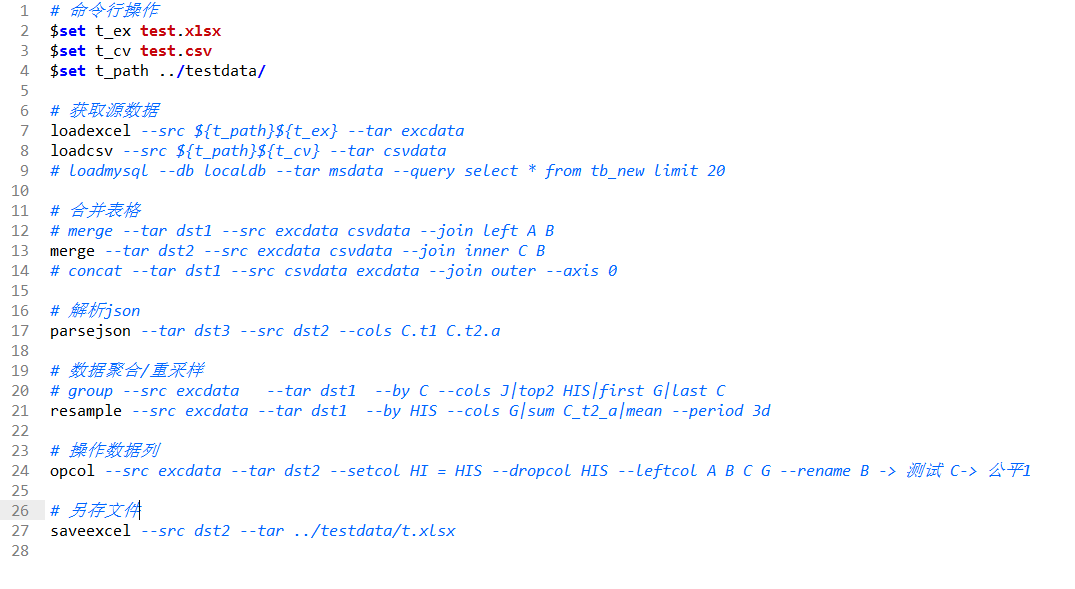 1 # 命令行操作
2 $set t_ex test.xlsx
3 $set t_cv test.csv
4 $set t_path ../testdata/
5
6 # 获取源数据
7 loadexcel --src ${t_path}${t_ex} --tar excdata
8 loadcsv --src ${t_path}${t_cv} --tar csvdata
9 # loadmysql --db localdb --tar msdata --query select * from tb_new limit 20
10
11 # 合并表格
12 # merge --tar dst1 --src excdata csvdata --join left A B
13 merge --tar dst2 --src excdata csvdata --join inner C B
14 # concat --tar dst1 --src csvdata excdata --join outer --axis 0
15
16 # 解析json
17 parsejson --tar dst3 --src dst2 --cols C.t1 C.t2.a
18
19 # 数据聚合/重采样
20 # group --src excdata   --tar dst1  --by C --cols J|top2 HIS|first G|last C
21 resample --src excdata --tar dst1  --by HIS --cols G|sum C_t2_a|mean --period 3d
22
23 # 操作数据列
24 opcol --src excdata --tar dst2 --setcol HI = HIS --dropcol HIS --leftcol A B C G --rename B -> 测试 C-> 公平1
25
26 # 另存文件
27 saveexcel --src dst2 --tar ../testdata/t.xlsx
28